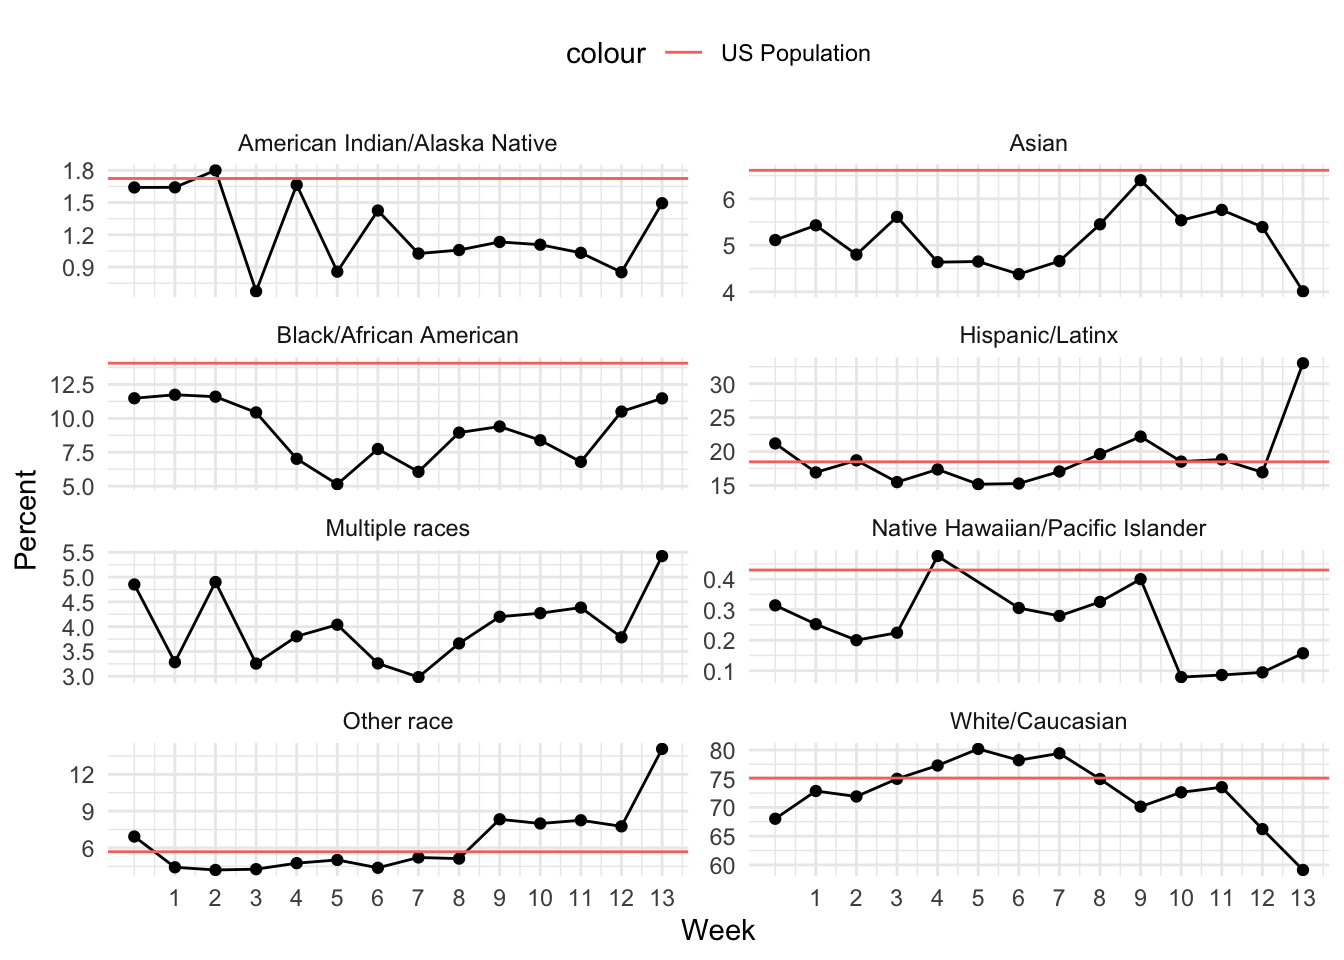 colour US Population
American Indian/Alaska Native
1.8
1.5
1.2
0.9
Asian
6
5
4
Black/African American
12.5
10.0
7.5
5.0
Hispanic/Latinx
30
25
20
15
Percent
Multiple races
5.5
5.0
4.5
4.0
3.5
3.0
Native Hawaiian/Pacific Islander
0.4
0.3
0.2
0.1
Other race
12
9
6
1 2 3 4 5 6 7 8 9 10 11 12 13
White/Caucasian
80
75
70
65
60
1 2 3 4 5 6 7 8 9 10 11 12 13
Week